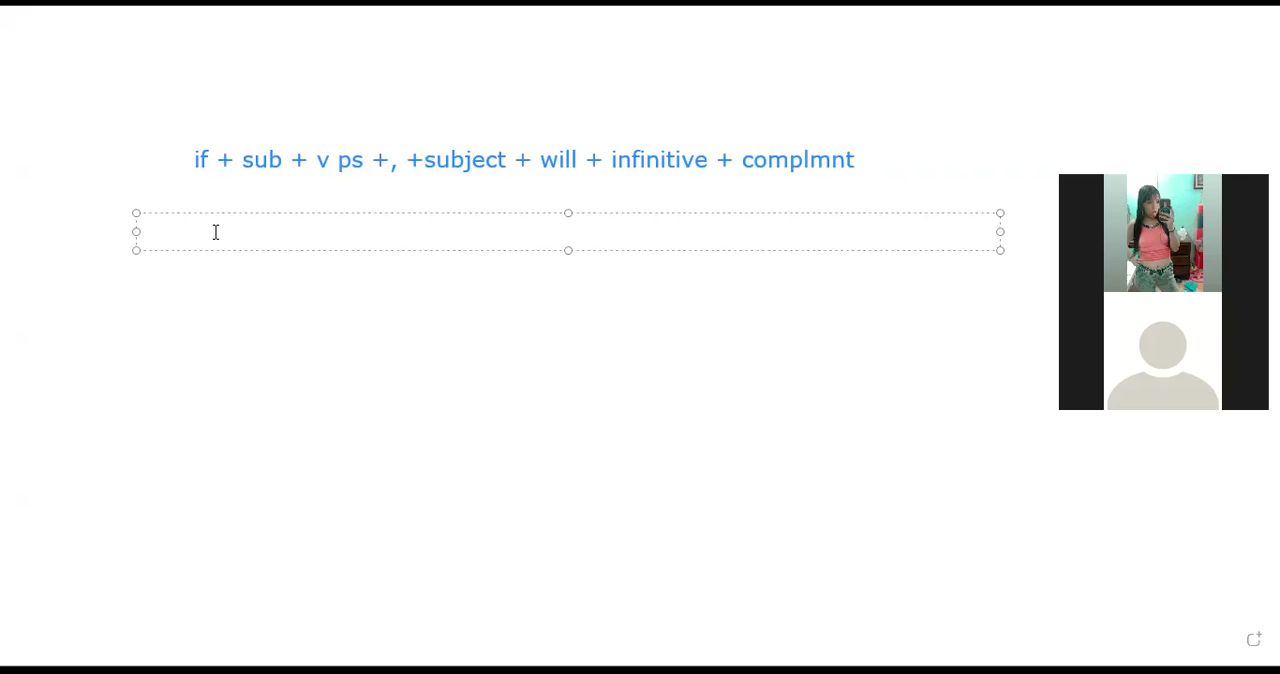 if + sub + v ps +, +subject + will + infinitive + complmnt